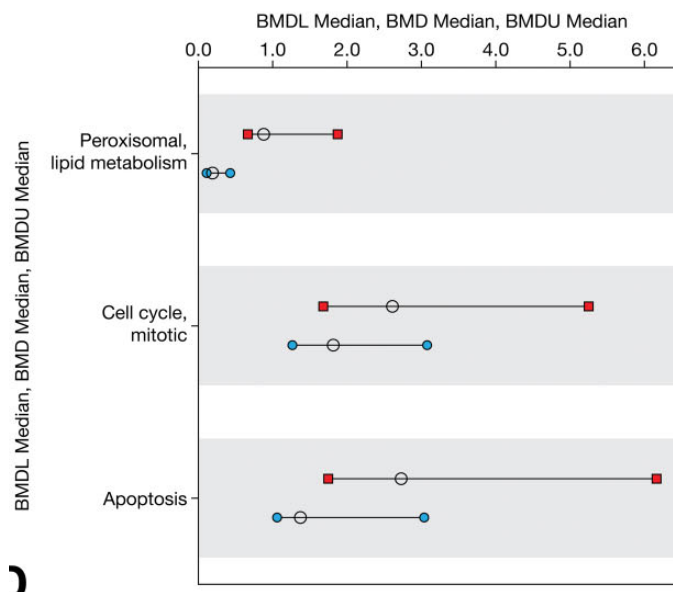 BMDL Median, BMD Median, BMDU Median
0.0 1.0 2.0 3.0 4.0 5.0 6.0
BMDL Median, BMD Median, BMDU Median
Peroxisomal,
lipid metabolism
Cell cycle,
mitotic
Apoptosis